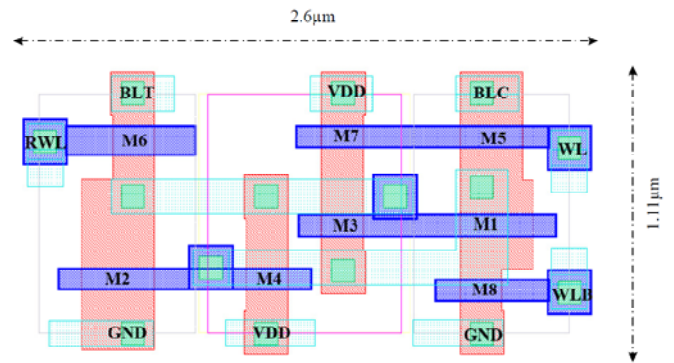 2.6µm
BLT VDD BLC
RWL M6 M7 M5 WL
M3 M1
M2 M4 M8 WLB
GND VDD GND
1.11µm